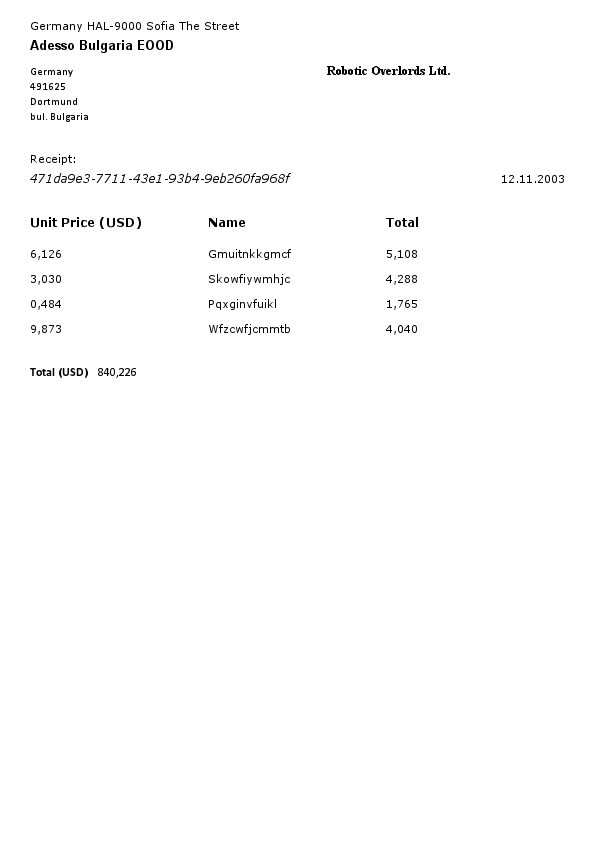 Germany HAL-9000 Sofia The Street
Adesso Bulgaria EOOD
Germany
491625
Dortmund
bul. Bulgaria
Robotic Overlords Ltd.
Receipt:
471da9e3-7711-43e1-93b4-9eb260fa968f 12.11.2003
Unit Price (USD) Name Total
6,126 Gmuitnkkgmcf 5,108
3,030 Skowfiywmhjc 4,288
0,484 Pqxginvfuikl 1,765
9,873 Wfzcwfjcmmtb 4,040
Total (USD) 840,226